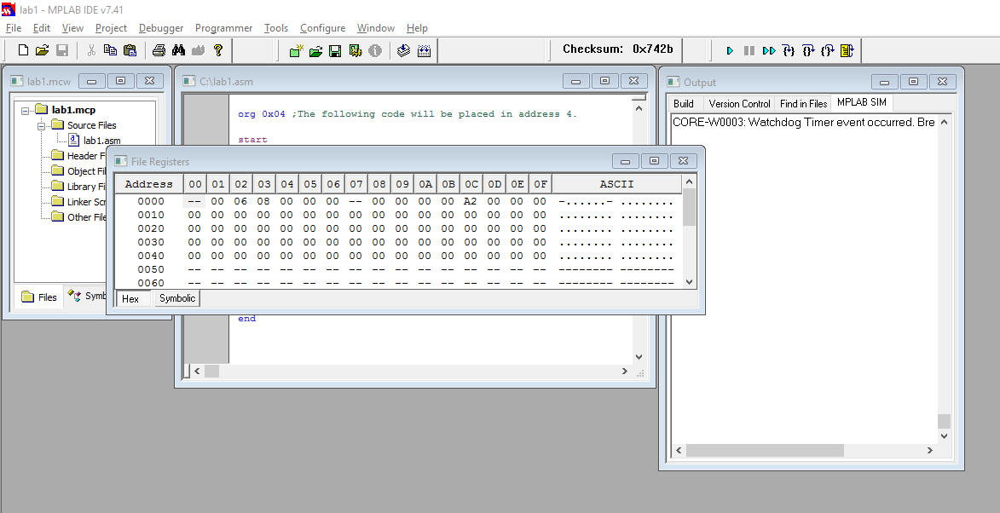 lab1 - MPLAB IDE v7.41
File Edit View Project Debugger Programmer Tools Configure Window Help
Checksum: 0x742b
lab1.mcw
lab1.mcp
Source Files
lab1.asm
Header F
Object Fil
Library Fi
Linker Scr
Other File
Files Symb
C:\lab1.asm
org 0x04 ;The following code will be placed in address 4.
start
end
File Registers
Address 00 01 02 03 04 05 06 07 08 09 0A 0B 0C 0D 0E 0F ASCII
0000 -- 00 06 08 00 00 00 -- 00 00 00 00 A2 00 00 00 -......- ........
0010 00 00 00 00 00 00 00 00 00 00 00 00 00 00 00 00 ........ ........
0020 00 00 00 00 00 00 00 00 00 00 00 00 00 00 00 00 ........ ........
0030 00 00 00 00 00 00 00 00 00 00 00 00 00 00 00 00 ........ ........
0040 00 00 00 00 00 00 00 00 00 00 00 00 00 00 00 00 ........ ........
0050 -- -- -- -- -- -- -- -- -- -- -- -- -- -- -- -- -------- --------
0060 -- -- -- -- -- -- -- -- -- -- -- -- -- -- -- -- -------- --------
Hex Symbolic
Output
Build Version Control Find in Files MPLAB SIM
CORE-W0003: Watchdog Timer event occurred. Bre